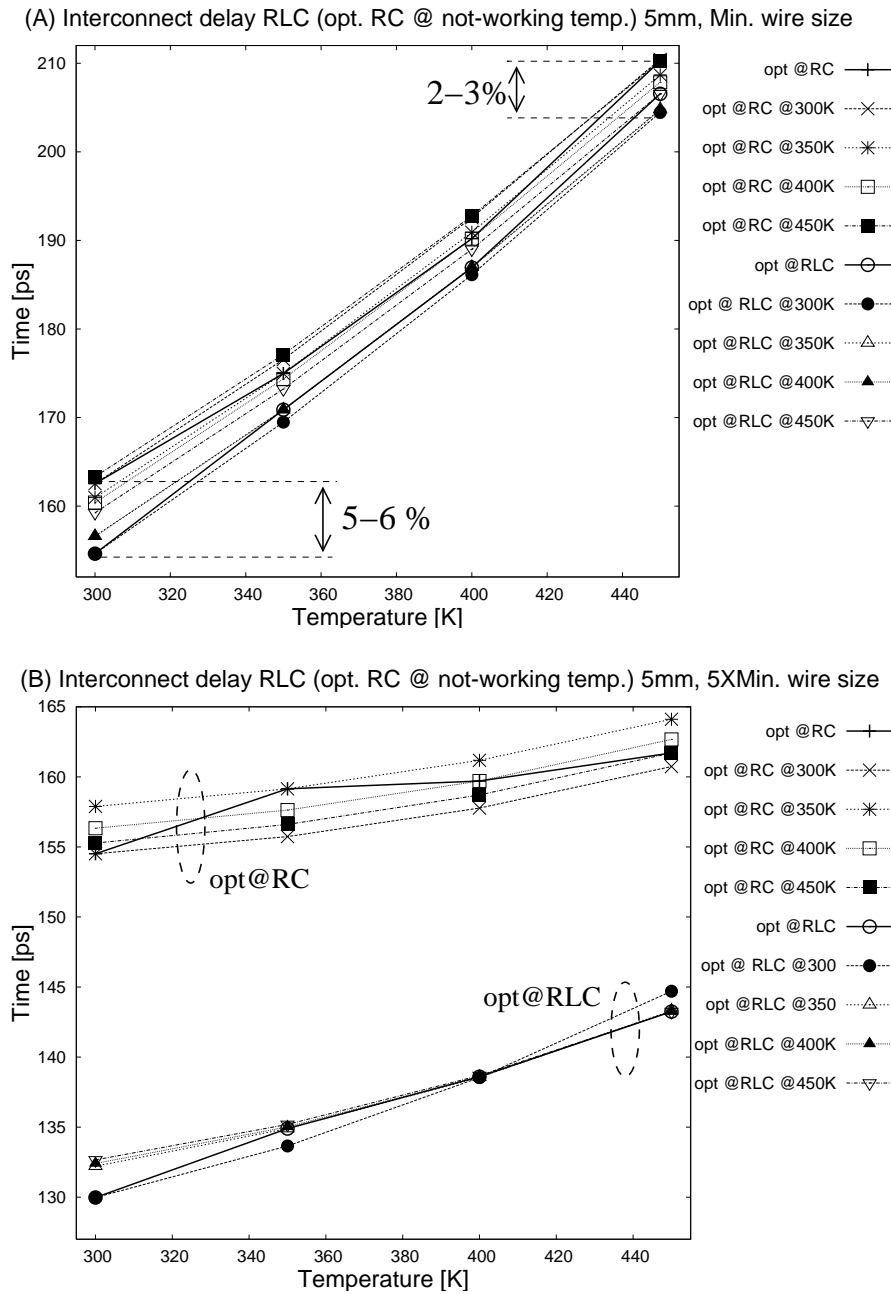 (A) Interconnect delay RLC (opt. RC @ not-working temp.) 5mm, Min. wire size
210
200
190
180
170
160
300
320
340
360
380
400
420
440
Time [ps]
Temperature [K]
2–3%
5–6 %
opt @RC
opt @RC @300K
opt @RC @350K
opt @RC @400K
opt @RC @450K
opt @RLC
opt @ RLC @300K
opt @RLC @350K
opt @RLC @400K
opt @RLC @450K
(B) Interconnect delay RLC (opt. RC @ not-working temp.) 5mm, 5XMin. wire size
165
160
155
150
145
140
135
130
300
320
340
360
380
400
420
440
Time [ps]
Temperature [K]
opt@RC
opt@RLC
opt @RC
opt @RC @300K
opt @RC @350K
opt @RC @400K
opt @RC @450K
opt @RLC
opt @ RLC @300
opt @RLC @350
opt @RLC @400K
opt @RLC @450K